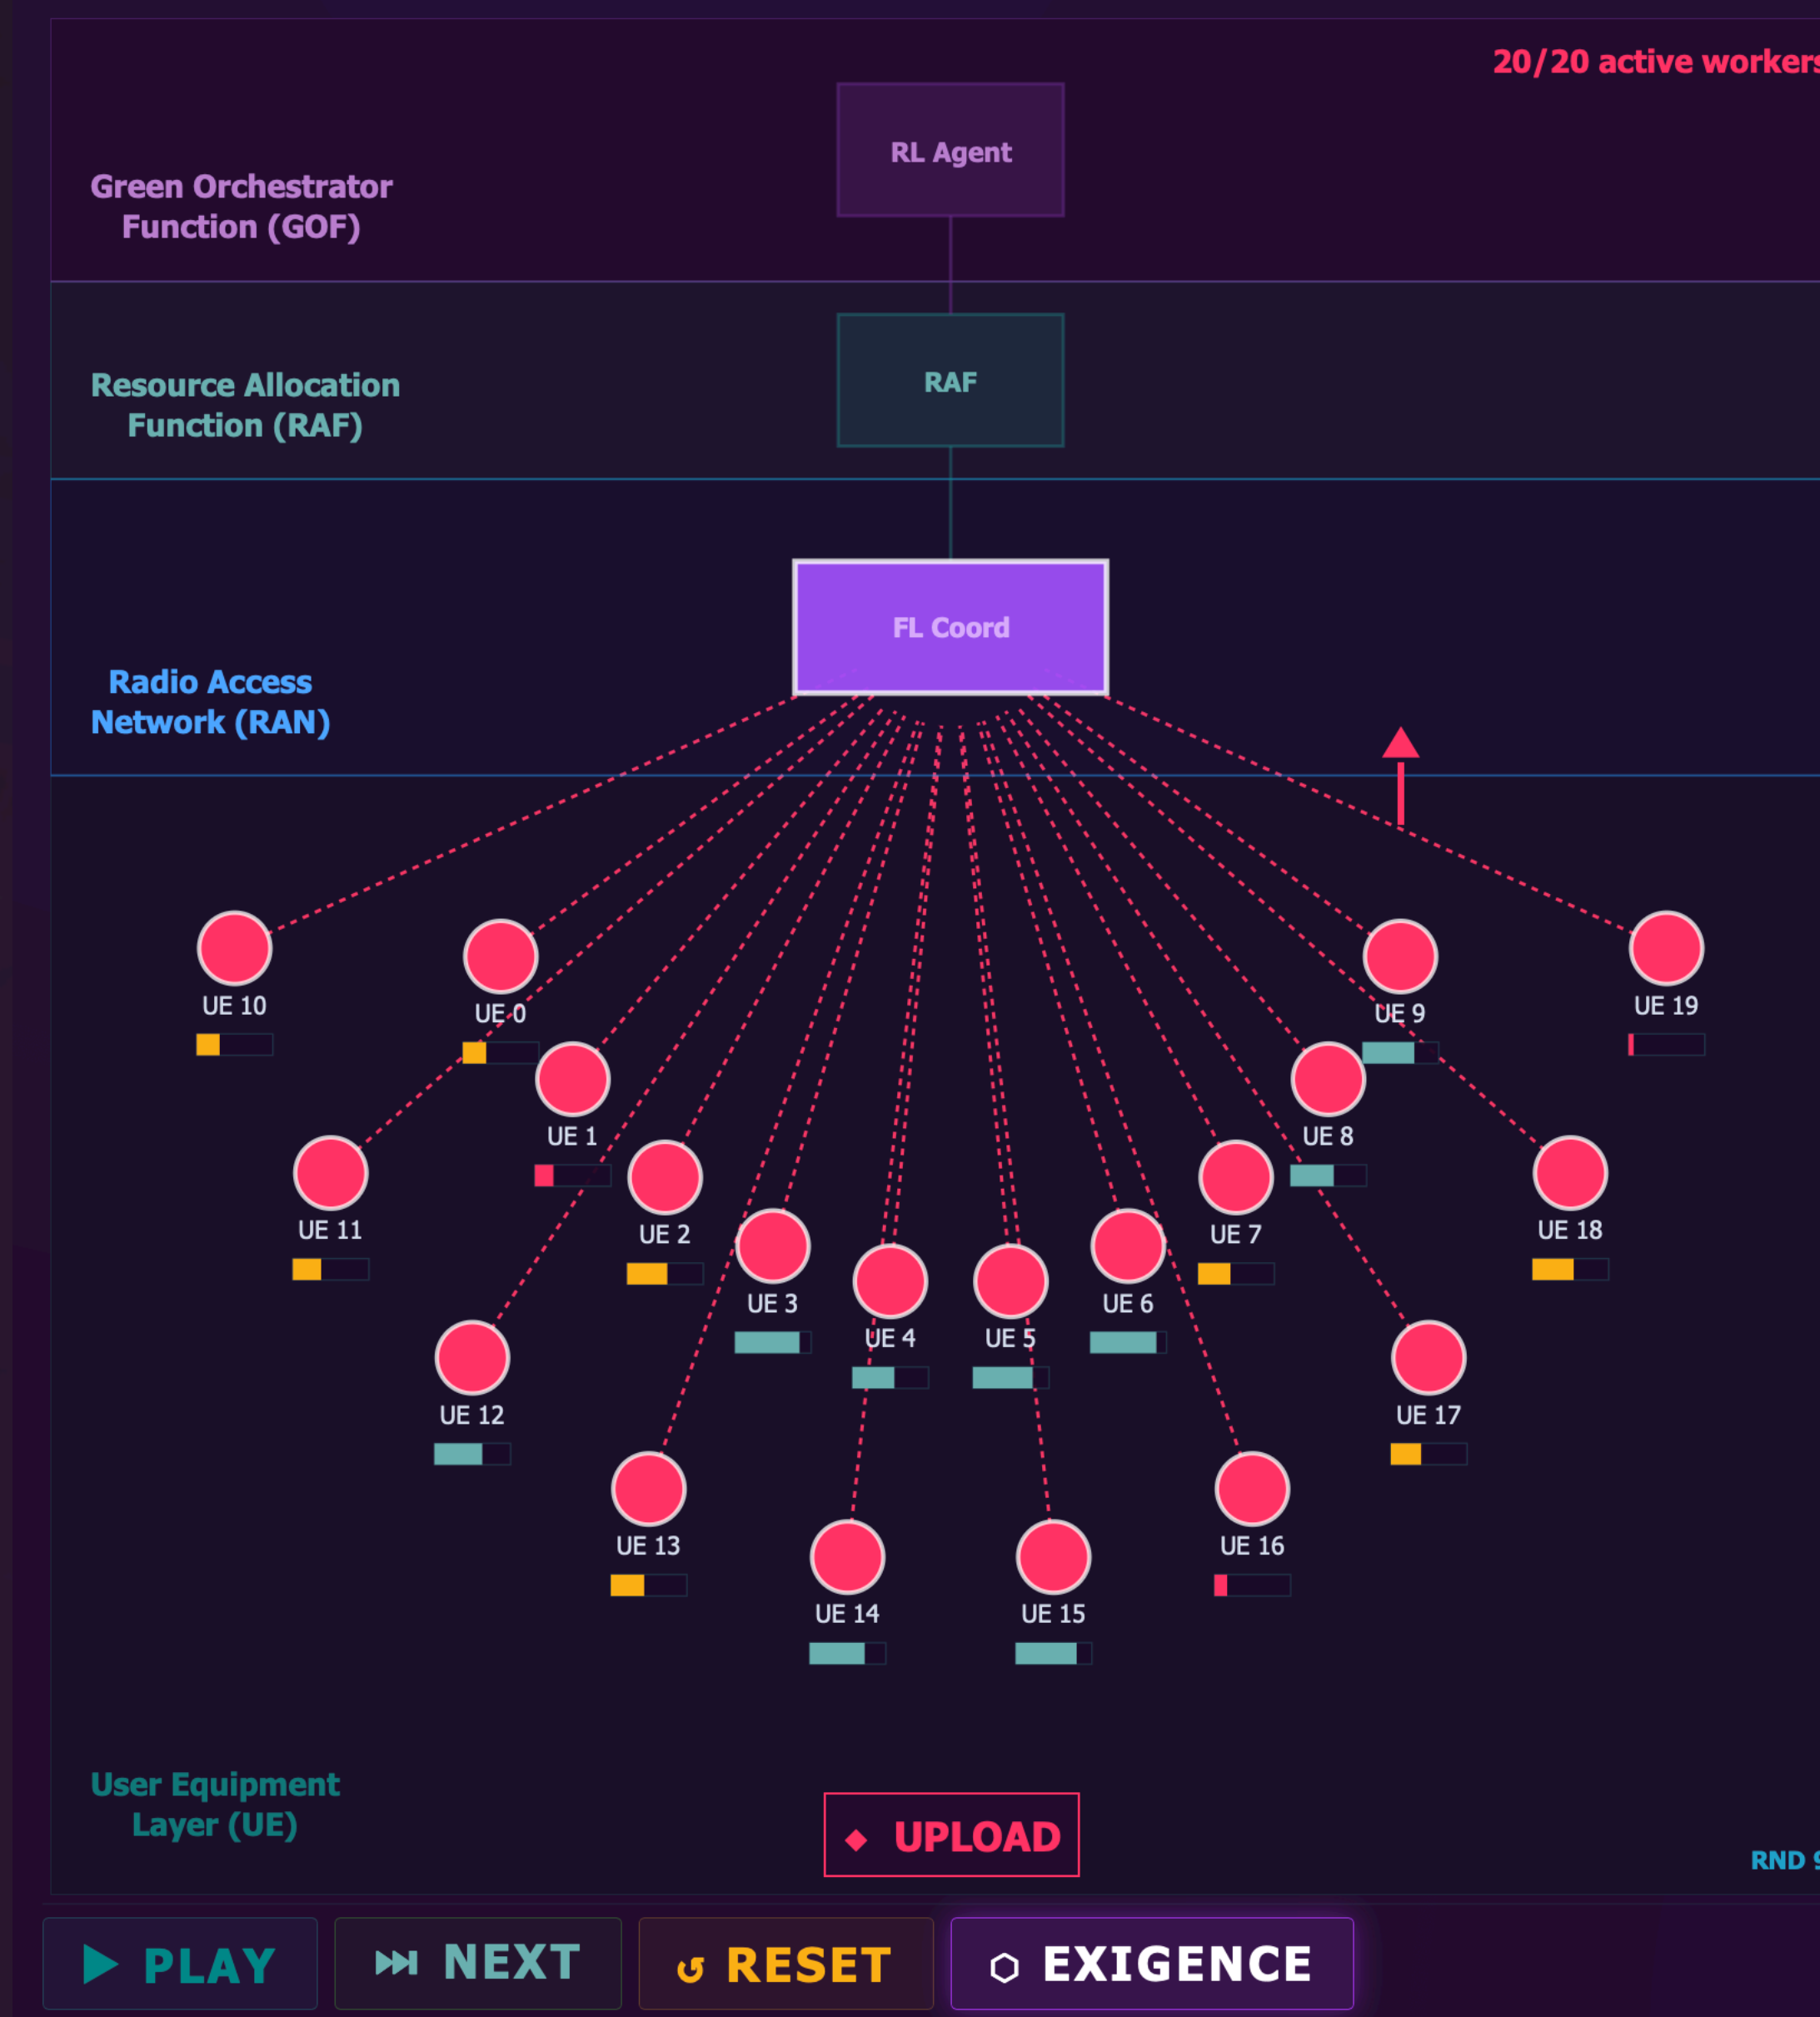 20/20 active workers
RL Agent
Green Orchestrator
Function (GOF)
RAF
Resource Allocation
Function (RAF)
FL Coord
Radio Access
Network (RAN)
UE 10
UE 0
UE 9
UE 19
UE 1
UE 8
UE 11
UE 2
UE 7
UE 18
UE 3
UE 6
UE 4
UE 5
UE 12
UE 17
UE 13
UE 16
UE 14
UE 15
User Equipment
Layer (UE)
◆ UPLOAD
RND 9
▶ PLAY
⏭ NEXT
↺ RESET
⬡ EXIGENCE